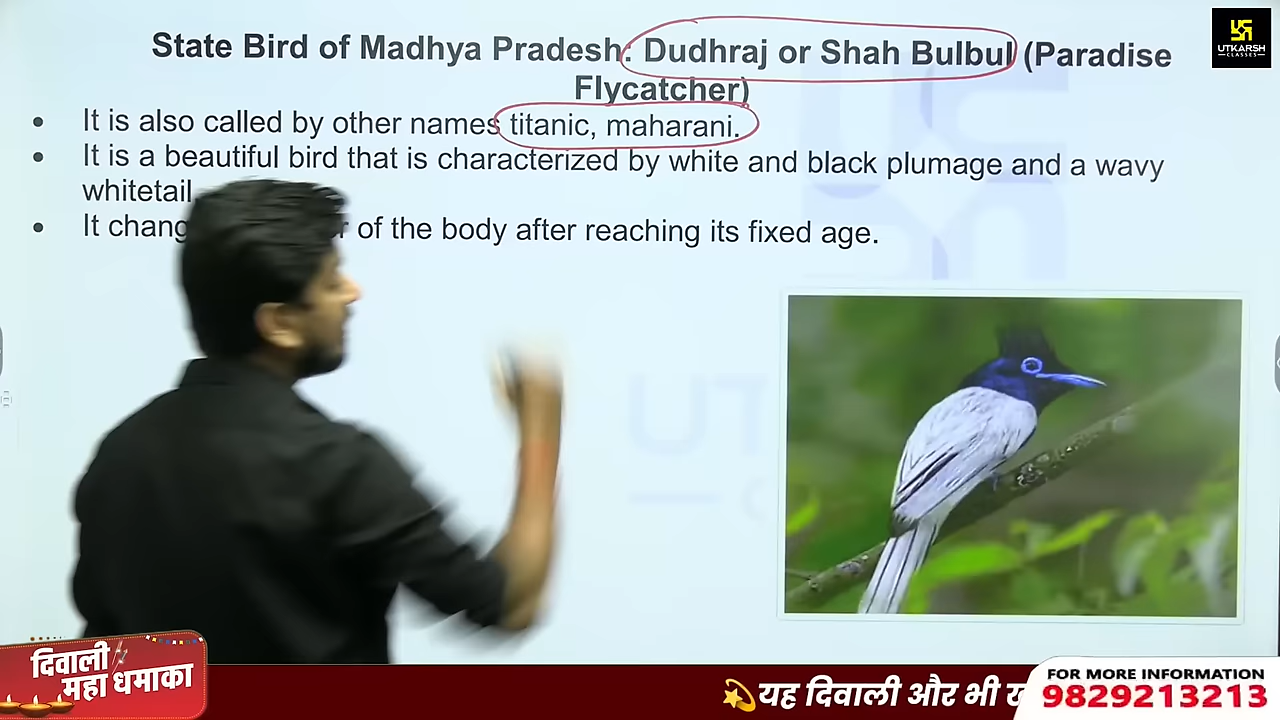 State Bird of Madhya Pradesh: Dudhraj or Shah Bulbul (Paradise
Flycatcher)
It is also called by other names titanic, maharani.
It is a beautiful bird that is characterized by white and black plumage and a wavy
whitetail
It of the body after reaching its fixed age.
UTKARSH
CLASSES
दिवाली
महा धमाका
यह दिवाली और भी
FOR MORE INFORMATION
9829213213